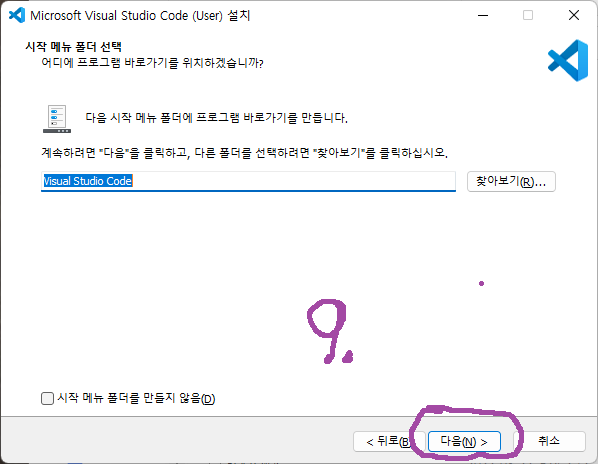 Microsoft Visual Studio Code (User) 설치
시작 메뉴 폴더 선택
어디에 프로그램 바로가기를 위치하겠습니까?
다음 시작 메뉴 폴더에 프로그램 바로가기를 만듭니다.
계속하려면 "다음"을 클릭하고, 다른 폴더를 선택하려면 "찾아보기"를 클릭하십시오.
Visual Studio Code 찾아보기(R)...
9.
시작 메뉴 폴더를 만들지 않음(D)
< 뒤로(B) 다음(N) > 취소